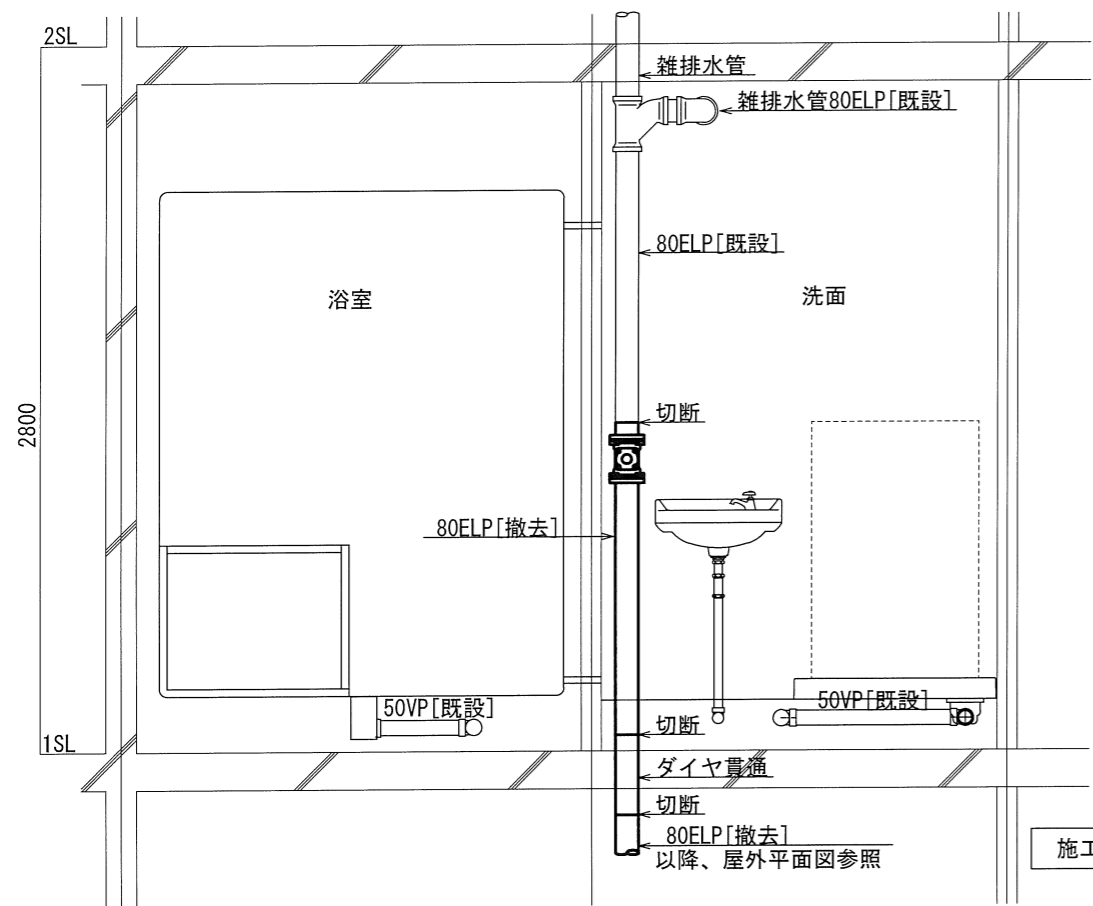 2SL
雑排水管
雑排水管80ELP[既設]
80ELP[既設]
浴室
洗面
2800
切断
80ELP[撤去]
50VP[既設]
50VP[既設]
切断
1SL
ダイヤ貫通
切断
80ELP[撤去]
以降、屋外平面図参照
施工